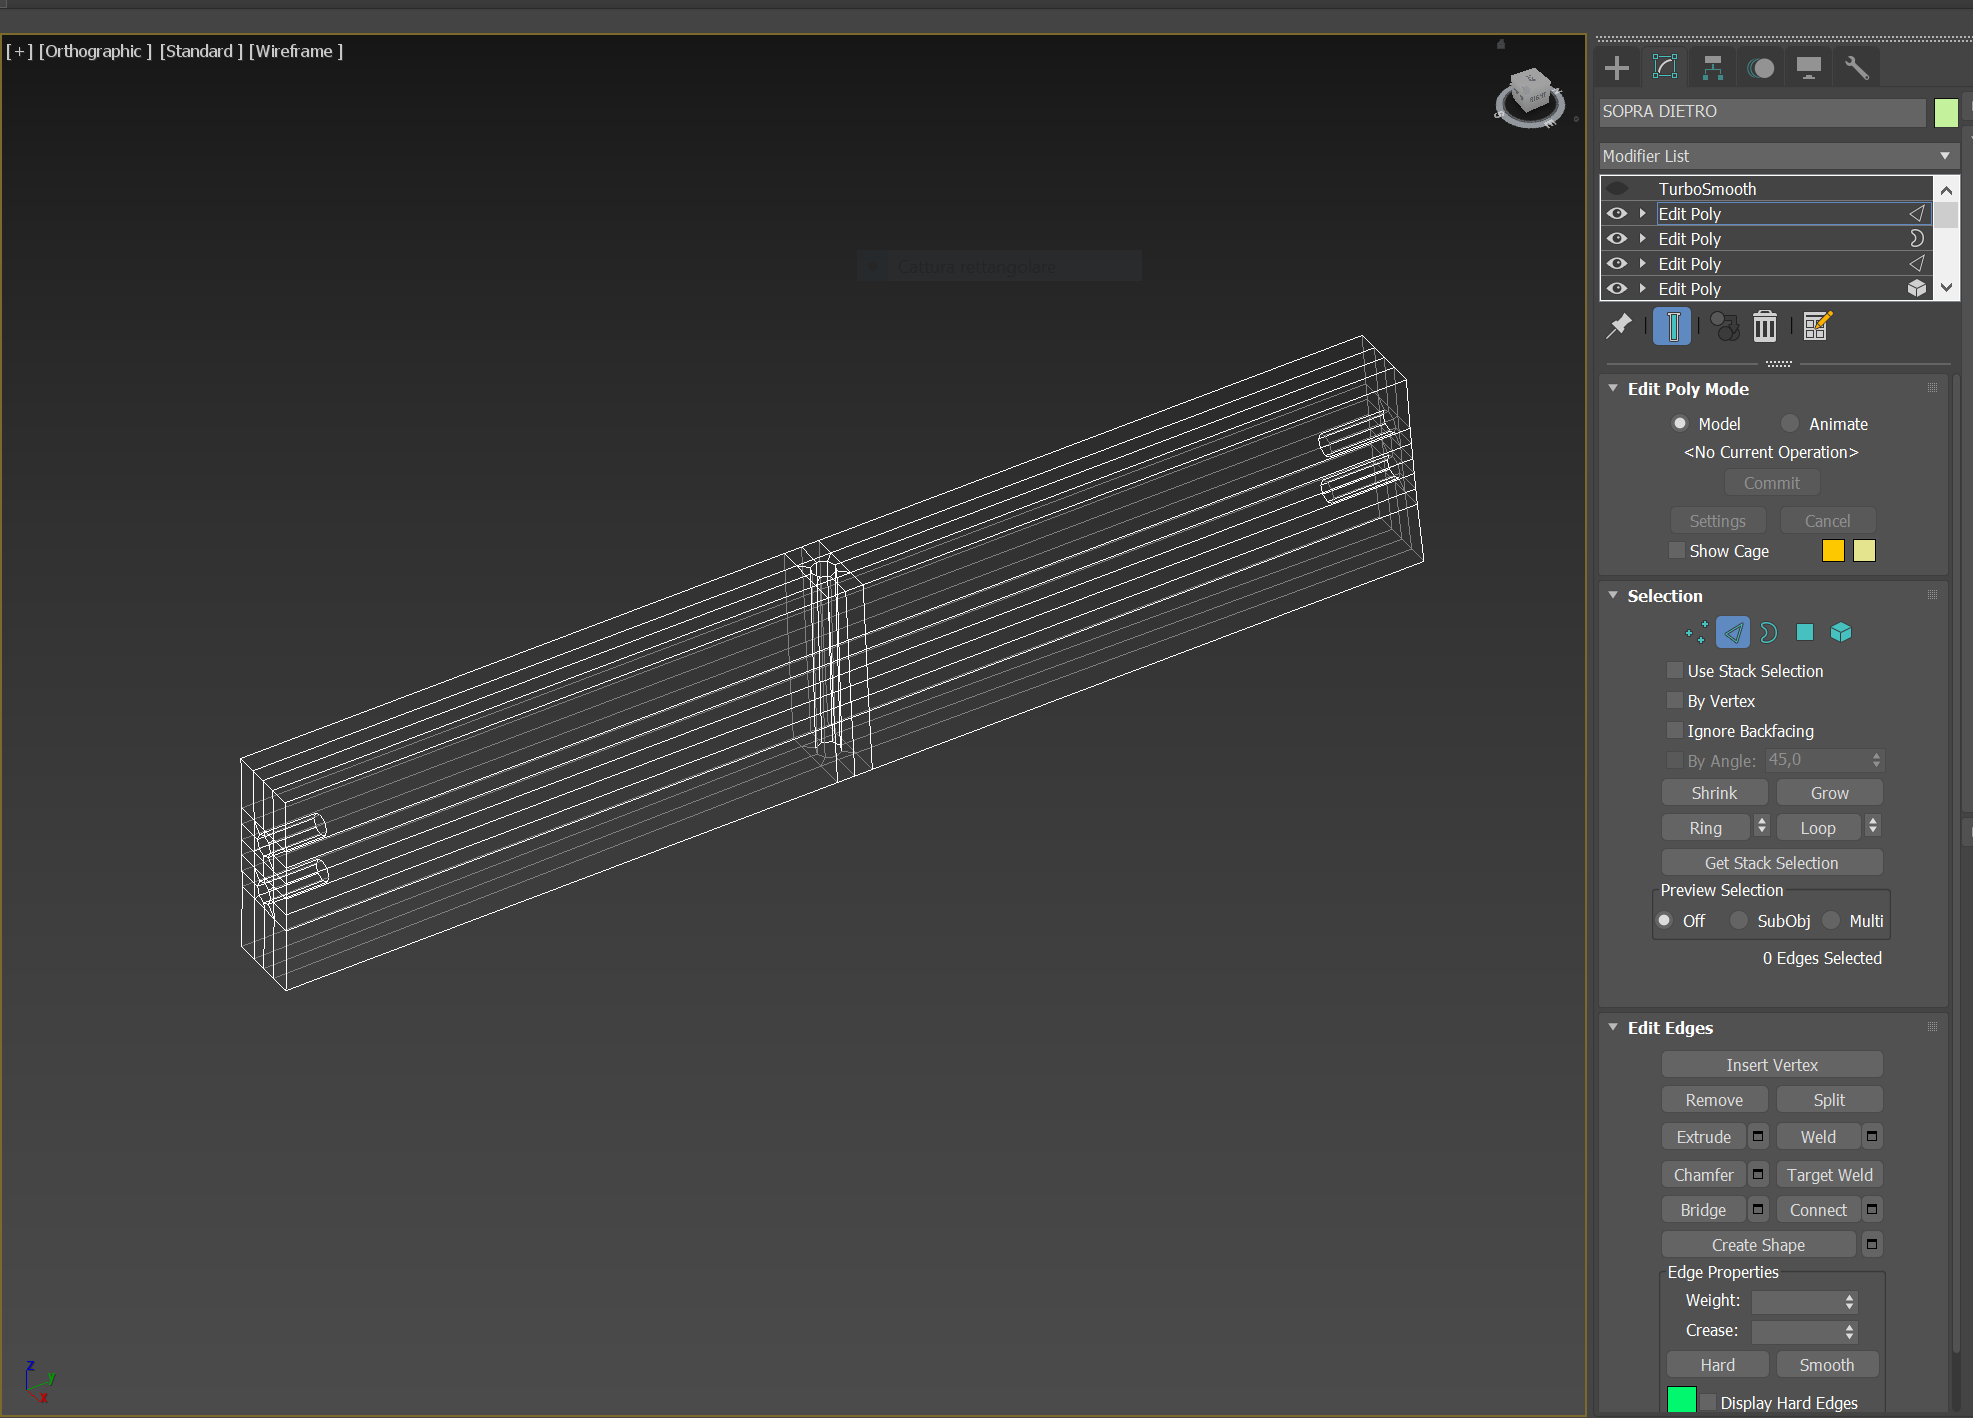 [ + ] [Orthographic ] [Standard ] [Wireframe ]
Cattura rettangolare
z
y
x
SOPRA DIETRO
Modifier List
TurboSmooth
Edit Poly
Edit Poly
Edit Poly
Edit Poly
Edit Poly Mode
Model Animate
<No Current Operation>
Commit
Settings Cancel
Show Cage
Selection
Use Stack Selection
By Vertex
Ignore Backfacing
By Angle: 45,0
Shrink Grow
Ring Loop
Get Stack Selection
Preview Selection
Off SubObj Multi
0 Edges Selected
Edit Edges
Insert Vertex
Remove Split
Extrude Weld
Chamfer Target Weld
Bridge Connect
Create Shape
Edge Properties
Weight:
Crease:
Hard Smooth
Display Hard Edges